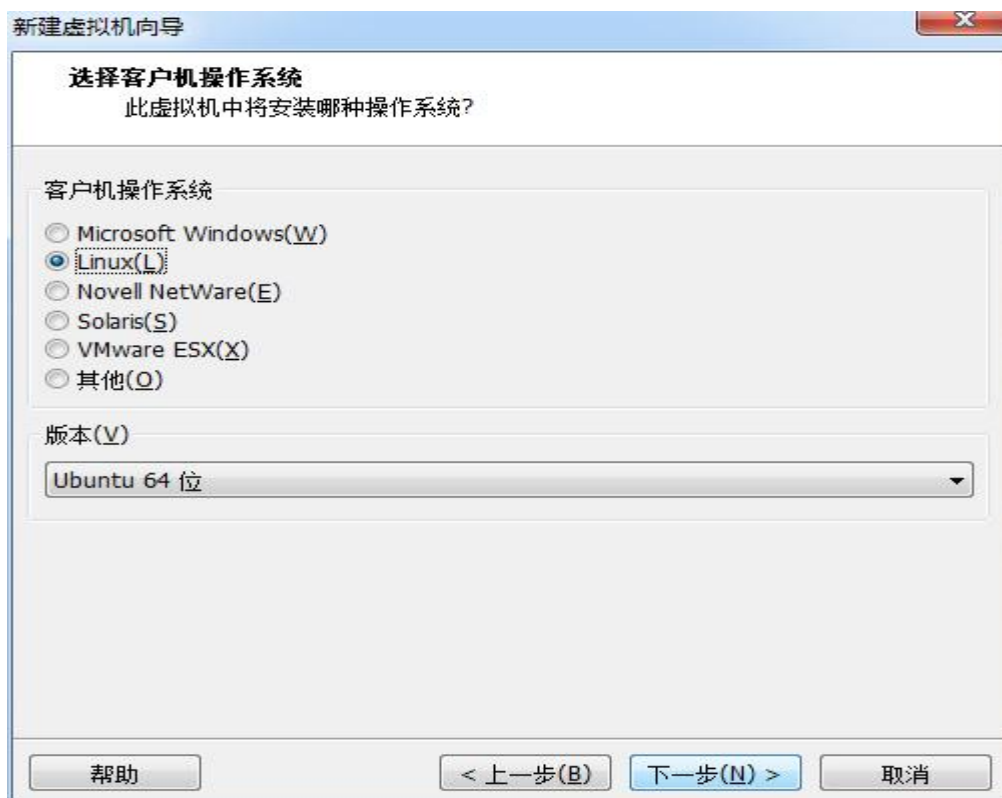 新建虚拟机向导
选择客户机操作系统
此虚拟机中将安装哪种操作系统?
客户机操作系统
Microsoft Windows(W)
Linux(L)
Novell NetWare(E)
Solaris(S)
VMware ESX(X)
其他(O)
版本(V)
Ubuntu 64 位
帮助
< 上一步(B)
下一步(N) >
取消